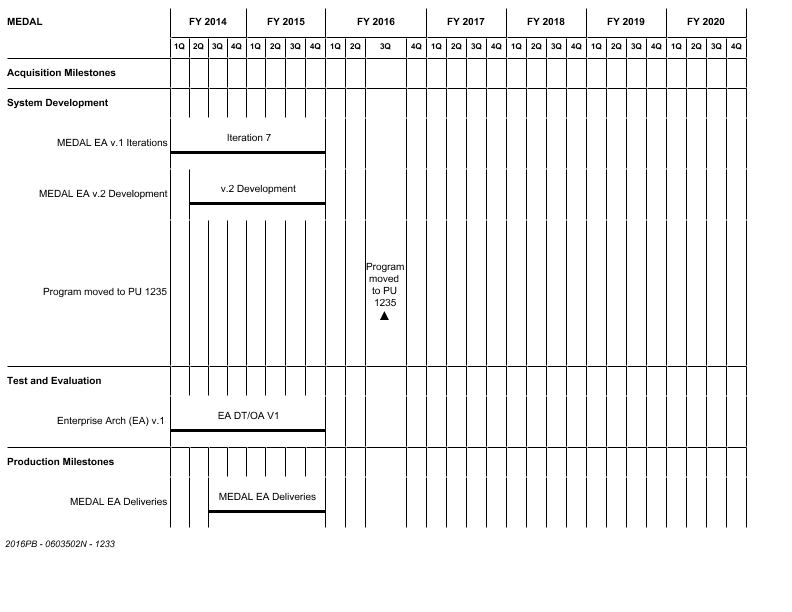 MEDAL FY 2014 FY 2015 FY 2016 FY 2017 FY 2018 FY 2019 FY 2020
1Q 2Q 3Q 4Q 1Q 2Q 3Q 4Q 1Q 2Q 3Q 4Q 1Q 2Q 3Q 4Q 1Q 2Q 3Q 4Q 1Q 2Q 3Q 4Q 1Q 2Q 3Q 4Q
Acquisition Milestones
System Development
Iteration 7
MEDAL EA v.1 Iterations
v.2 Development
MEDAL EA v.2 Development
Program
moved
to PU
1235
Program moved to PU 1235
Test and Evaluation
EA DT/OA V1
Enterprise Arch (EA) v.1
Production Milestones
MEDAL EA Deliveries
MEDAL EA Deliveries
2016PB - 0603502N - 1233